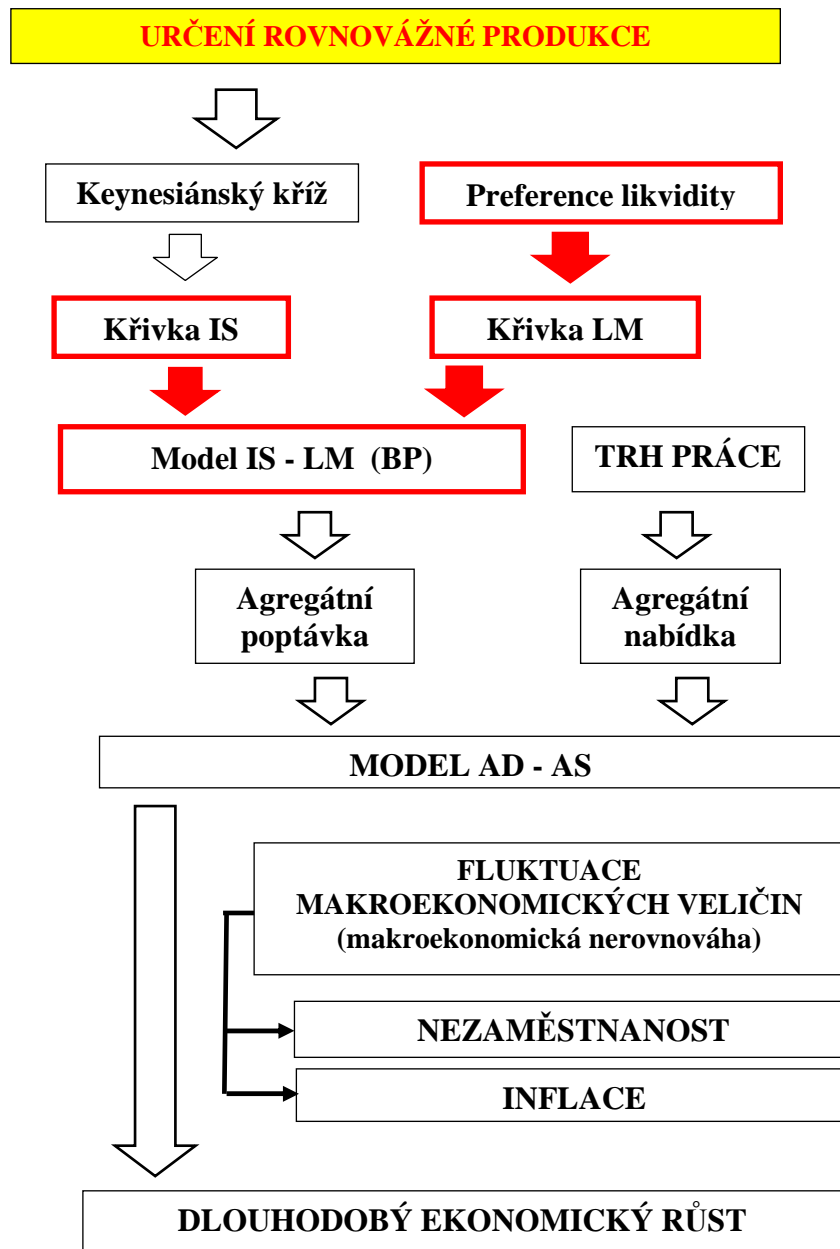 URČENÍ ROVNOVÁŽNÉ PRODUKCE
Keynesiánský kříž
Preference likvidity
Křivka IS
Křivka LM
Model IS - LM (BP)
TRH PRÁCE
Agregátní
poptávka
Agregátní
nabídka
MODEL AD - AS
FLUKTUACE
MAKROEKONOMICKÝCH VELIČIN
(makroekonomická nerovnováha)
NEZAMĚSTNANOST
INFLACE
DLOUHODOBÝ EKONOMICKÝ RŮST